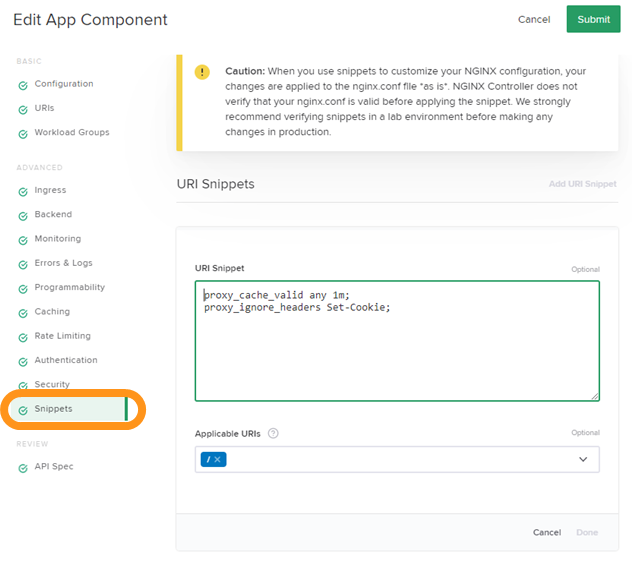 Edit App Component
Cancel
Submit
BASIC
Configuration
URIs
Workload Groups
ADVANCED
Ingress
Backend
Monitoring
Errors & Logs
Programmability
Caching
Rate Limiting
Authentication
Security
Snippets
REVIEW
API Spec
!
Caution: When you use snippets to customize your NGINX configuration, your
changes are applied to the nginx.conf file *as is*. NGINX Controller does not
verify that your nginx.conf is valid before applying the snippet. We strongly
recommend verifying snippets in a lab environment before making any
changes in production.
URI Snippets
Add URI Snippet
URI Snippet
Optional
proxy_cache_valid any 1m;
proxy_ignore_headers Set-Cookie;
Applicable URIs ?
Optional
/ ×
Cancel
Done